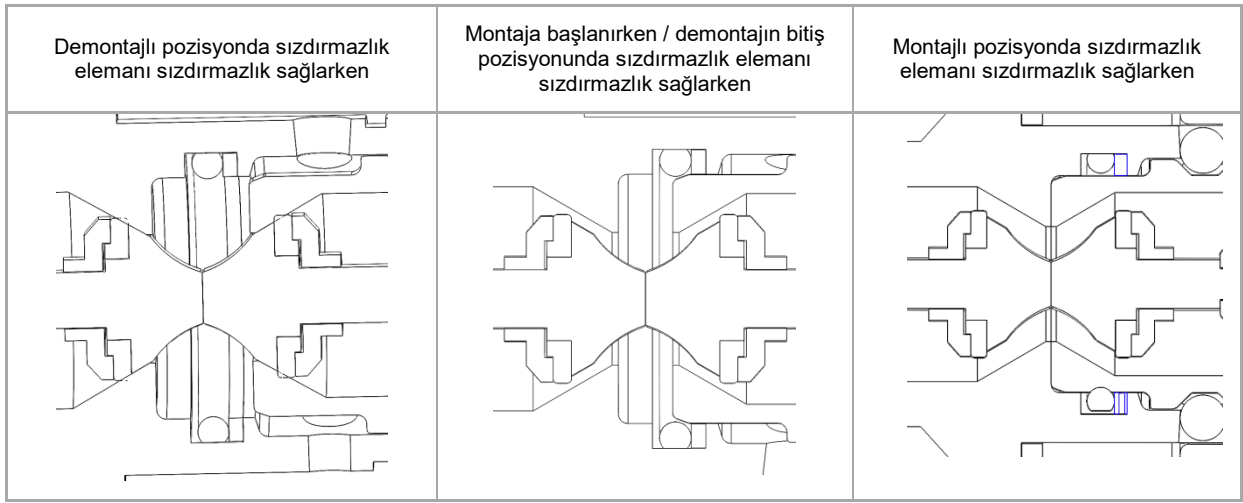 Demontajlı pozisyonda sızdırmazlık
elemanı sızdırmazlık sağlarken
Montaja başlanırken / demontajın bitiş
pozisyonunda sızdırmazlık elemanı
sızdırmazlık sağlarken
Montajlı pozisyonda sızdırmazlık
elemanı sızdırmazlık sağlarken